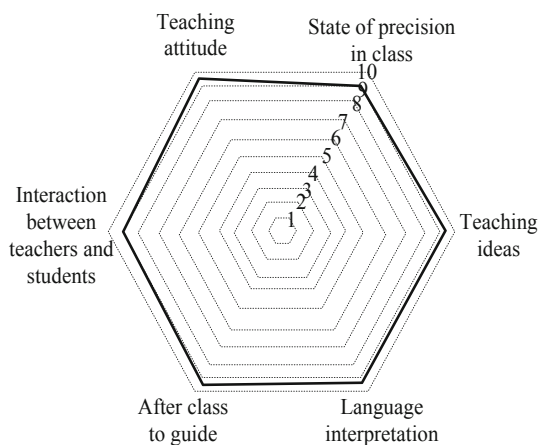 Teaching
attitude
State of precision
in class
10
9
8
7
6
5
4
3
2
1
Interaction
between
teachers and
students
Teaching
ideas
After class
to guide
Language
interpretation